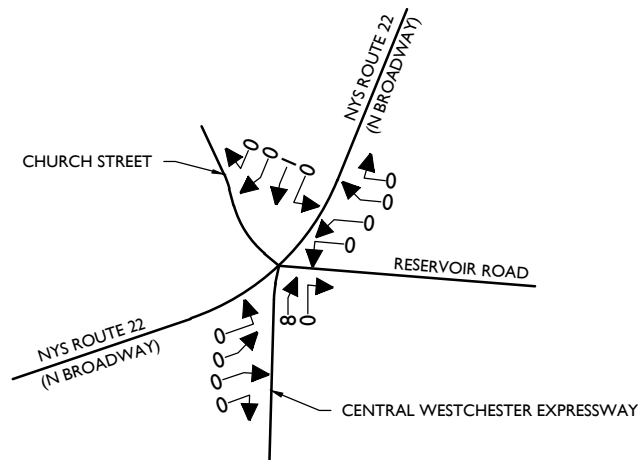 NYS ROUTE 22
(N BROADWAY)
CHURCH STREET
0
0
1
0
0
0
0
0
RESERVOIR ROAD
8
0
NYS ROUTE 22
(N BROADWAY)
0
0
0
0
CENTRAL WESTCHESTER EXPRESSWAY